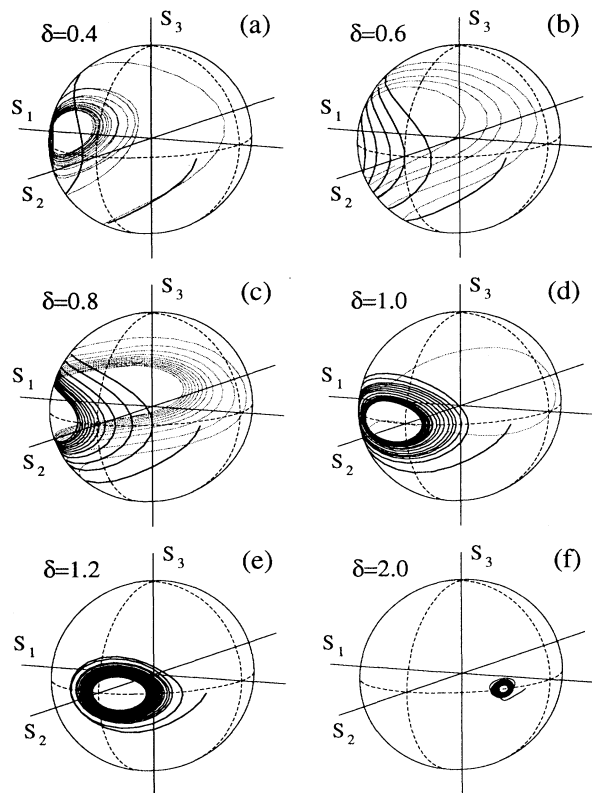 δ=0.4 S₃ (a)
S₁
S₂
δ=0.6 S₃ (b)
S₁
S₂
δ=0.8 S₃ (c)
S₁
S₂
δ=1.0 S₃ (d)
S₁
S₂
δ=1.2 S₃ (e)
S₁
S₂
δ=2.0 S₃ (f)
S₁
S₂